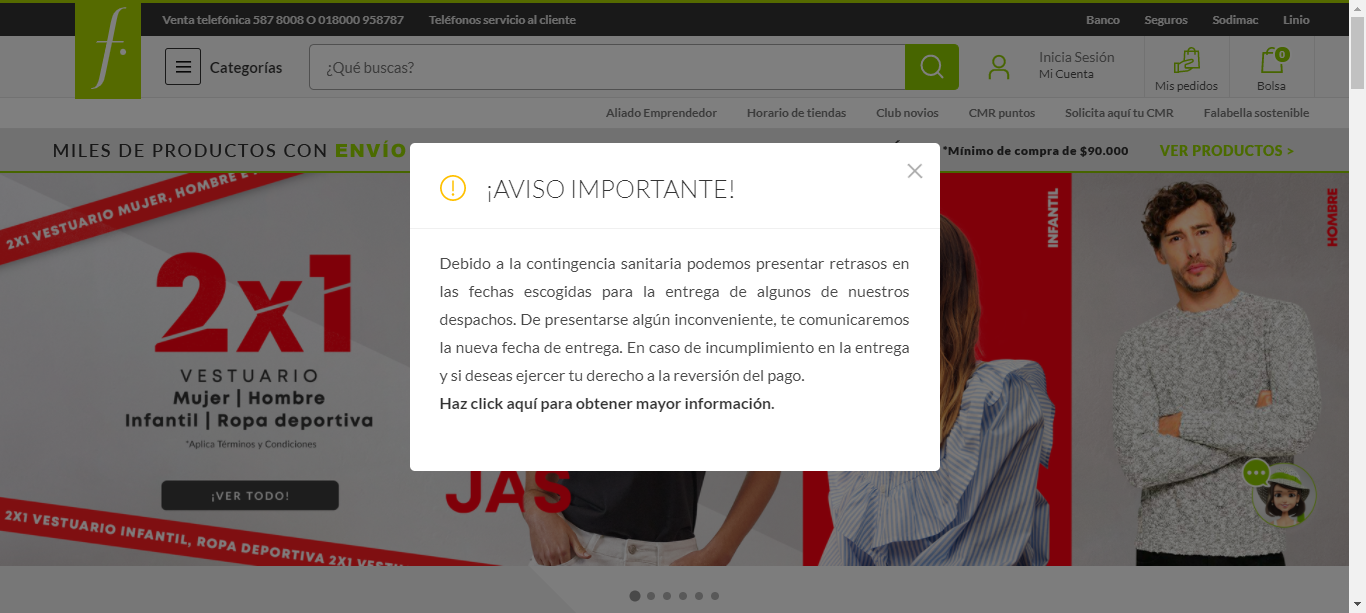 Venta telefónica 587 8008 O 018000 958787 Teléfonos servicio al cliente Banco Seguros Sodimac Linio
f.
Categorías ¿Qué buscas? Inicia Sesión
Mi Cuenta
Mis pedidos
0
Bolsa
Aliado Emprendedor Horario de tiendas Club novios CMR puntos Solicita aquí tu CMR Falabella sostenible
MILES DE PRODUCTOS CON ENVÍO *Mínimo de compra de $90.000 VER PRODUCTOS >
¡AVISO IMPORTANTE!
Debido a la contingencia sanitaria podemos presentar retrasos en
las fechas escogidas para la entrega de algunos de nuestros
despachos. De presentarse algún inconveniente, te comunicaremos
la nueva fecha de entrega. En caso de incumplimiento en la entrega
y si deseas ejercer tu derecho a la reversión del pago.
Haz click aquí para obtener mayor información.
2X1 VESTUARIO MUJER, HOMBRE E
2x1
VESTUARIO
Mujer | Hombre
Infantil | Ropa deportiva
*Aplica Términos y Condiciones
¡VER TODO!
2X1 VESTUARIO INFANTIL, ROPA DEPORTIVA 2X1
JAS
INFANTIL
HOMBRE